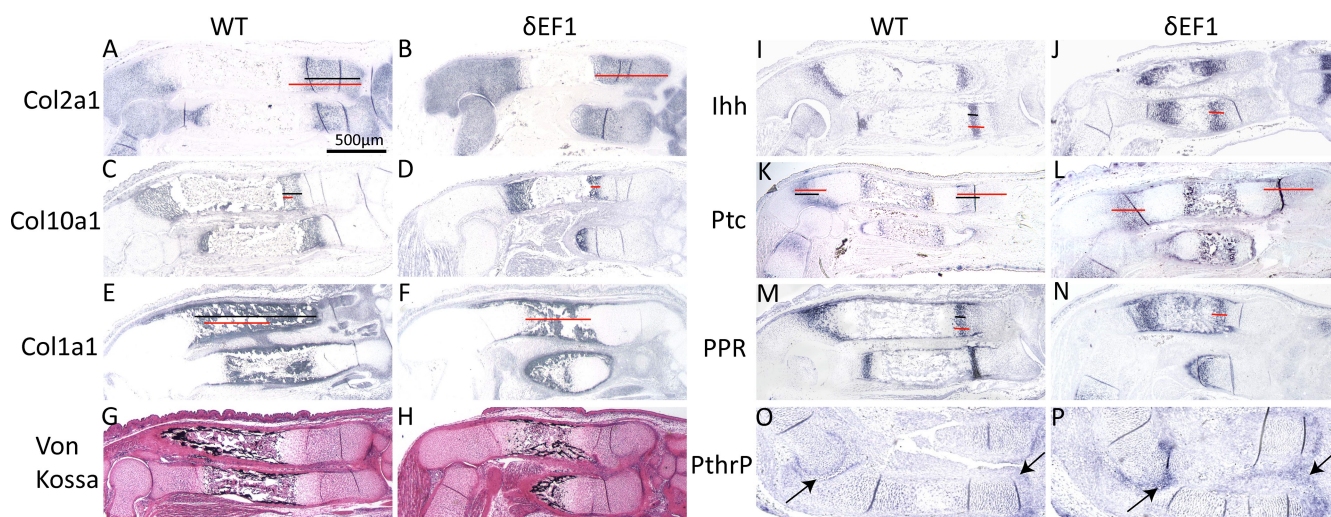 WT δEF1 WT δEF1
A B I J
Col2a1 Ihh
500µm
C D K L
Col10a1 Ptc
E F M N
Col1a1 PPR
G H O P
Von
Kossa PthrP